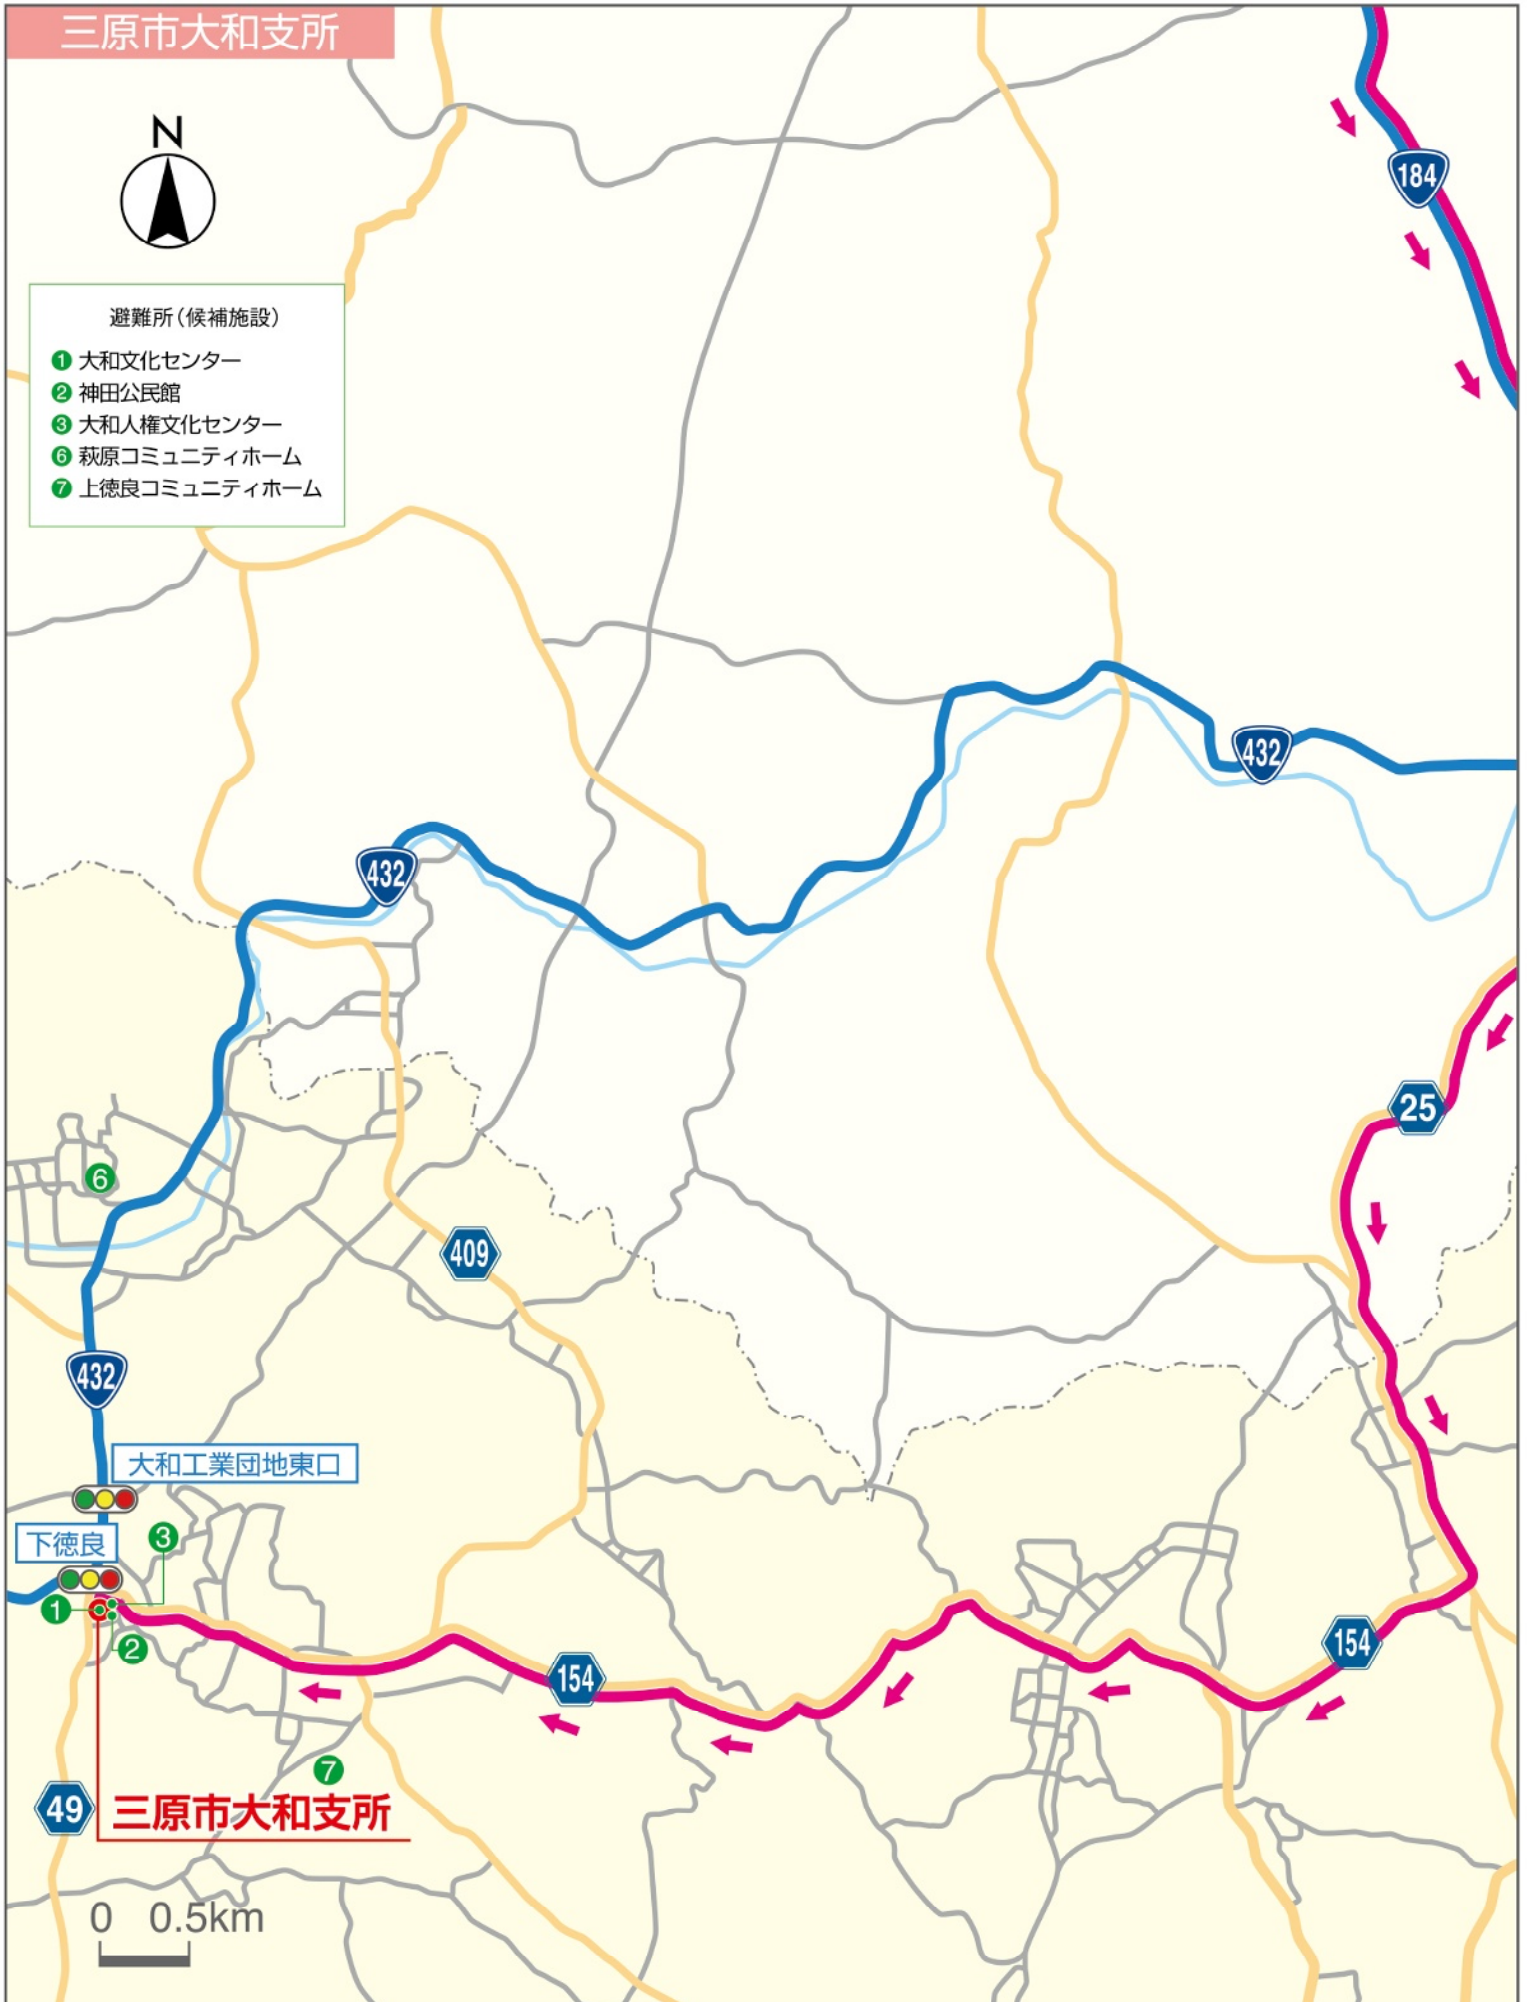 三原市大和支所
N
184
避難所（候補施設）
1 大和文化センター
2 神田公民館
3 大和人権文化センター
6 萩原コミュニティホーム
7 上徳良コミュニティホーム
432
432
25
6
409
432
大和工業団地東口
下徳良
3
1
2
154
154
7
49
三原市大和支所
0 0.5km